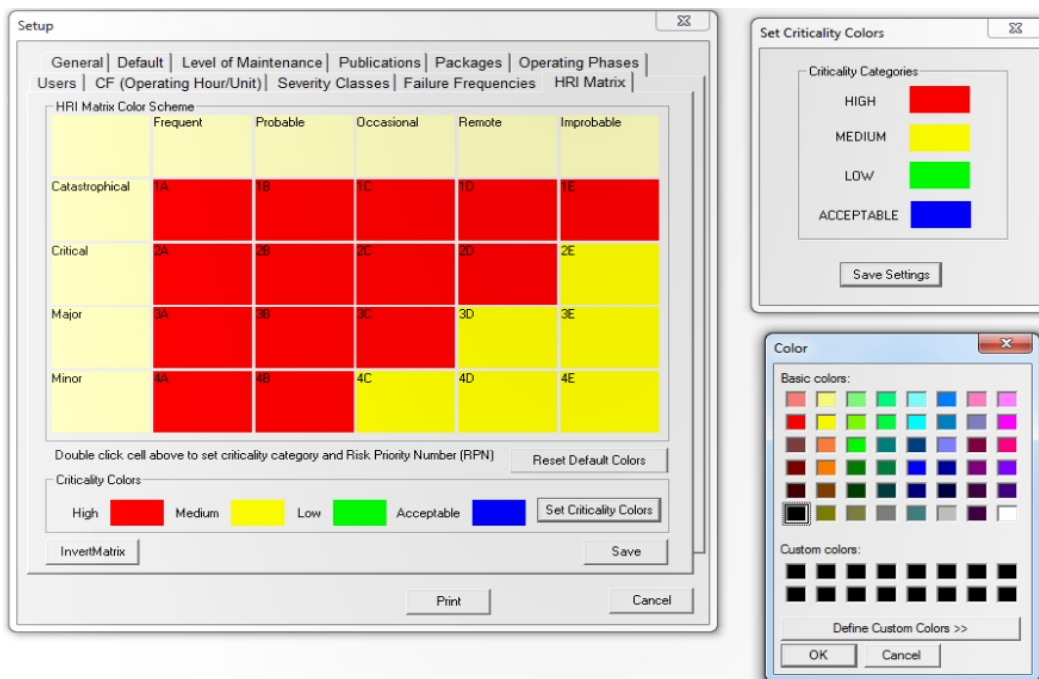 Setup
General Default Level of Maintenance Publications Packages Operating Phases
Users CF (Operating Hour/Unit) Severity Classes Failure Frequencies HRI Matrix
HRI Matrix Color Scheme
Frequent Probable Occasional Remote Improbable
Catastrophical 1A 1B 1C 1D 1E
Critical 2A 2B 2C 2D 2E
Major 3A 3B 3C 3D 3E
Minor 4A 4B 4C 4D 4E
Double click cell above to set criticality category and Risk Priority Number (RPN) Reset Default Colors
Criticality Colors
High Medium Low Acceptable Set Criticality Colors
InvertMatrix Save
Print Cancel
Set Criticality Colors
Criticality Categories
HIGH
MEDIUM
LOW
ACCEPTABLE
Save Settings
Color
Basic colors:
Custom colors:
Define Custom Colors >>
OK Cancel